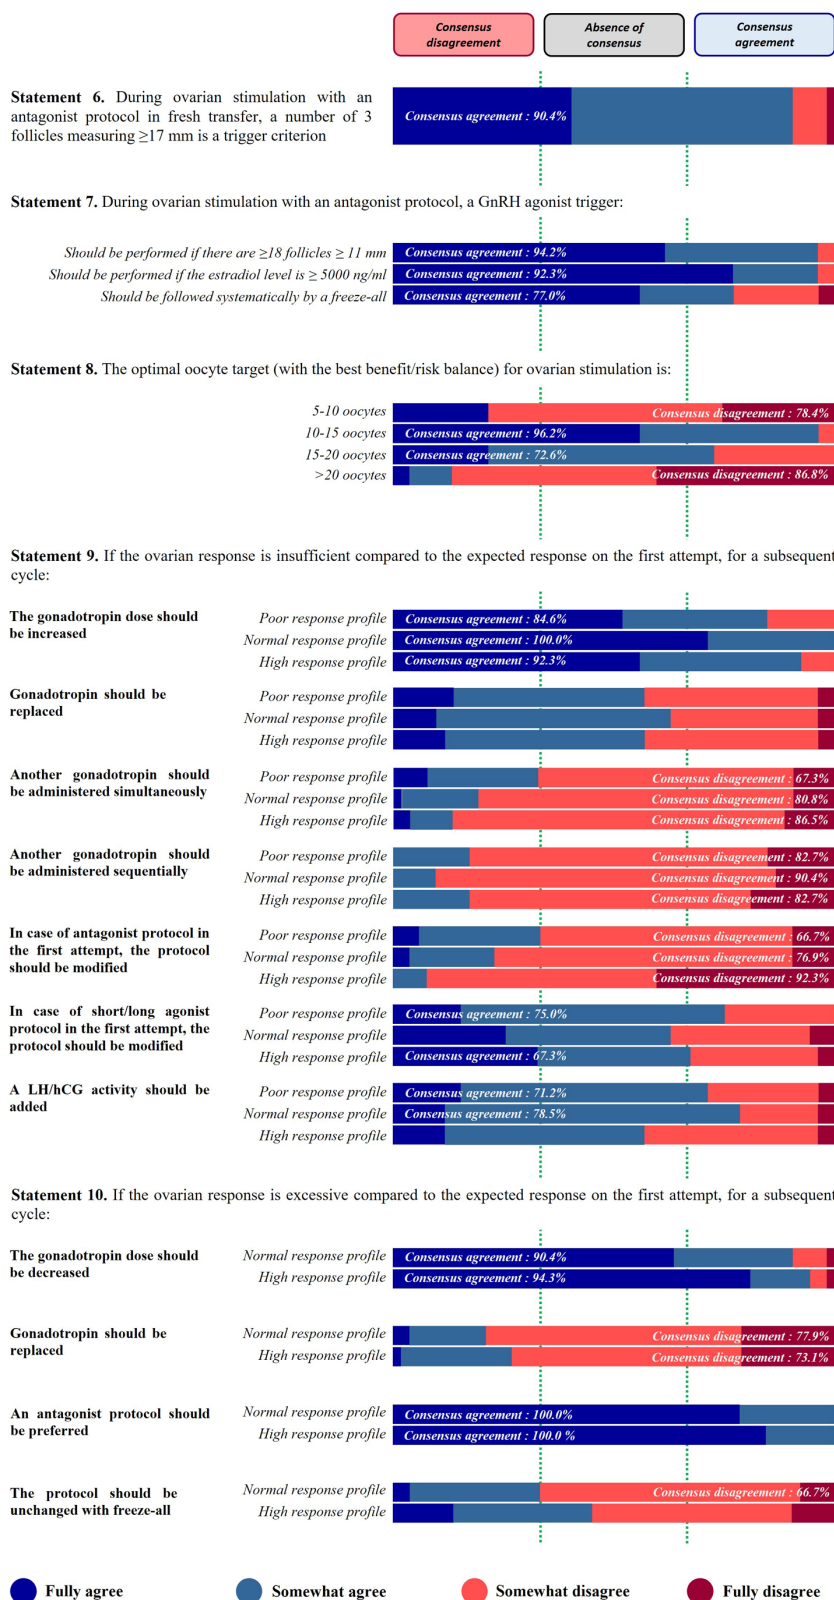 Consensus disagreement
Absence of consensus
Consensus agreement
Statement 6. During ovarian stimulation with an
antagonist protocol in fresh transfer, a number of 3
follicles measuring ≥17 mm is a trigger criterion
Consensus agreement : 90.4%
Statement 7. During ovarian stimulation with an antagonist protocol, a GnRH agonist trigger:
Should be performed if there are ≥18 follicles ≥ 11 mm
Consensus agreement : 94.2%
Should be performed if the estradiol level is ≥ 5000 ng/ml
Consensus agreement : 92.3%
Should be followed systematically by a freeze-all
Consensus agreement : 77.0%
Statement 8. The optimal oocyte target (with the best benefit/risk balance) for ovarian stimulation is:
5-10 oocytes
Consensus disagreement : 78.4%
10-15 oocytes
Consensus agreement : 96.2%
15-20 oocytes
Consensus agreement : 72.6%
>20 oocytes
Consensus disagreement : 86.8%
Statement 9. If the ovarian response is insufficient compared to the expected response on the first attempt, for a subsequent
cycle:
The gonadotropin dose should
be increased
Poor response profile
Consensus agreement : 84.6%
Normal response profile
Consensus agreement : 100.0%
High response profile
Consensus agreement : 92.3%
Gonadotropin should be
replaced
Poor response profile
Normal response profile
High response profile
Another gonadotropin should
be administered simultaneously
Poor response profile
Consensus disagreement : 67.3%
Normal response profile
Consensus disagreement : 80.8%
High response profile
Consensus disagreement : 86.5%
Another gonadotropin should
be administered sequentially
Poor response profile
Consensus disagreement : 82.7%
Normal response profile
Consensus disagreement : 90.4%
High response profile
Consensus disagreement : 82.7%
In case of antagonist protocol in
the first attempt, the protocol
should be modified
Poor response profile
Consensus disagreement : 66.7%
Normal response profile
Consensus disagreement : 76.9%
High response profile
Consensus disagreement : 92.3%
In case of short/long agonist
protocol in the first attempt, the
protocol should be modified
Poor response profile
Consensus agreement : 75.0%
Normal response profile
High response profile
Consensus agreement : 67.3%
A LH/hCG activity should be
added
Poor response profile
Consensus agreement : 71.2%
Normal response profile
Consensus agreement : 78.5%
High response profile
Statement 10. If the ovarian response is excessive compared to the expected response on the first attempt, for a subsequent
cycle:
The gonadotropin dose should
be decreased
Normal response profile
Consensus agreement : 90.4%
High response profile
Consensus agreement : 94.3%
Gonadotropin should be
replaced
Normal response profile
Consensus disagreement : 77.9%
High response profile
Consensus disagreement : 73.1%
An antagonist protocol should
be preferred
Normal response profile
Consensus agreement : 100.0%
High response profile
Consensus agreement : 100.0 %
The protocol should be
unchanged with freeze-all
Normal response profile
Consensus disagreement : 66.7%
High response profile
Fully agree
Somewhat agree
Somewhat disagree
Fully disagree